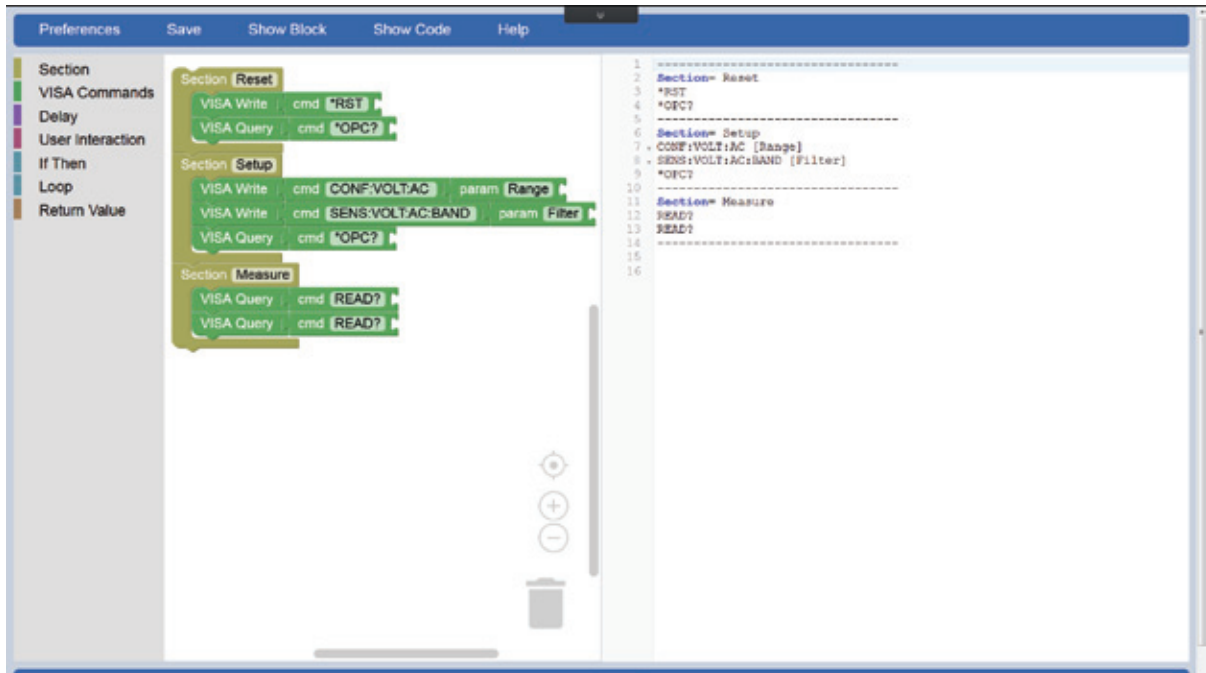 Preferences Save Show Block Show Code Help
Section
VISA Commands
Delay
User Interaction
If Then
Loop
Return Value
Section Reset
VISA Write cmd *RST
VISA Query cmd *OPC?
Section Setup
VISA Write cmd CONF:VOLT:AC param Range
VISA Write cmd SENS:VOLT:AC:BAND param Filter
VISA Query cmd *OPC?
Section Measure
VISA Query cmd READ?
VISA Query cmd READ?
1 ---------------------------------
2 Section= Reset
3 *RST
4 *OPC?
5 ---------------------------------
6 Section= Setup
7 CONF:VOLT:AC [Range]
8 SENS:VOLT:AC:BAND [Filter]
9 *OPC?
10 ---------------------------------
11 Section= Measure
12 READ?
13 READ?
14 ---------------------------------
15
16